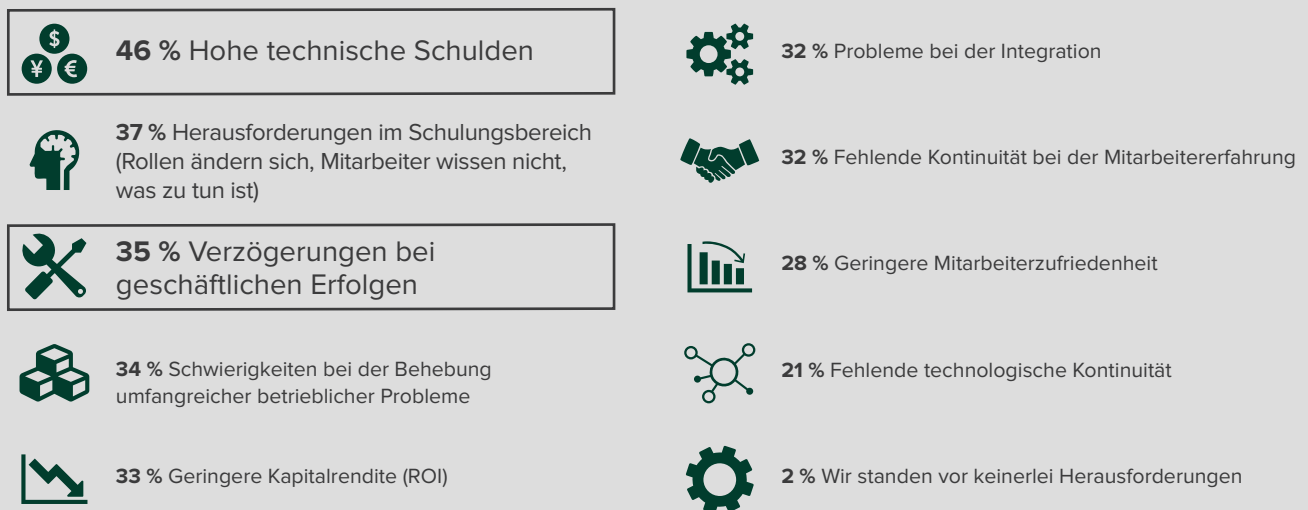 46 % Hohe technische Schulden
37 % Herausforderungen im Schulungsbereich
(Rollen ändern sich, Mitarbeiter wissen nicht,
was zu tun ist)
35 % Verzögerungen bei
geschäftlichen Erfolgen
34 % Schwierigkeiten bei der Behebung
umfangreicher betrieblicher Probleme
33 % Geringere Kapitalrendite (ROI)
32 % Probleme bei der Integration
32 % Fehlende Kontinuität bei der Mitarbeitererfahrung
28 % Geringere Mitarbeiterzufriedenheit
21 % Fehlende technologische Kontinuität
2 % Wir standen vor keinerlei Herausforderungen